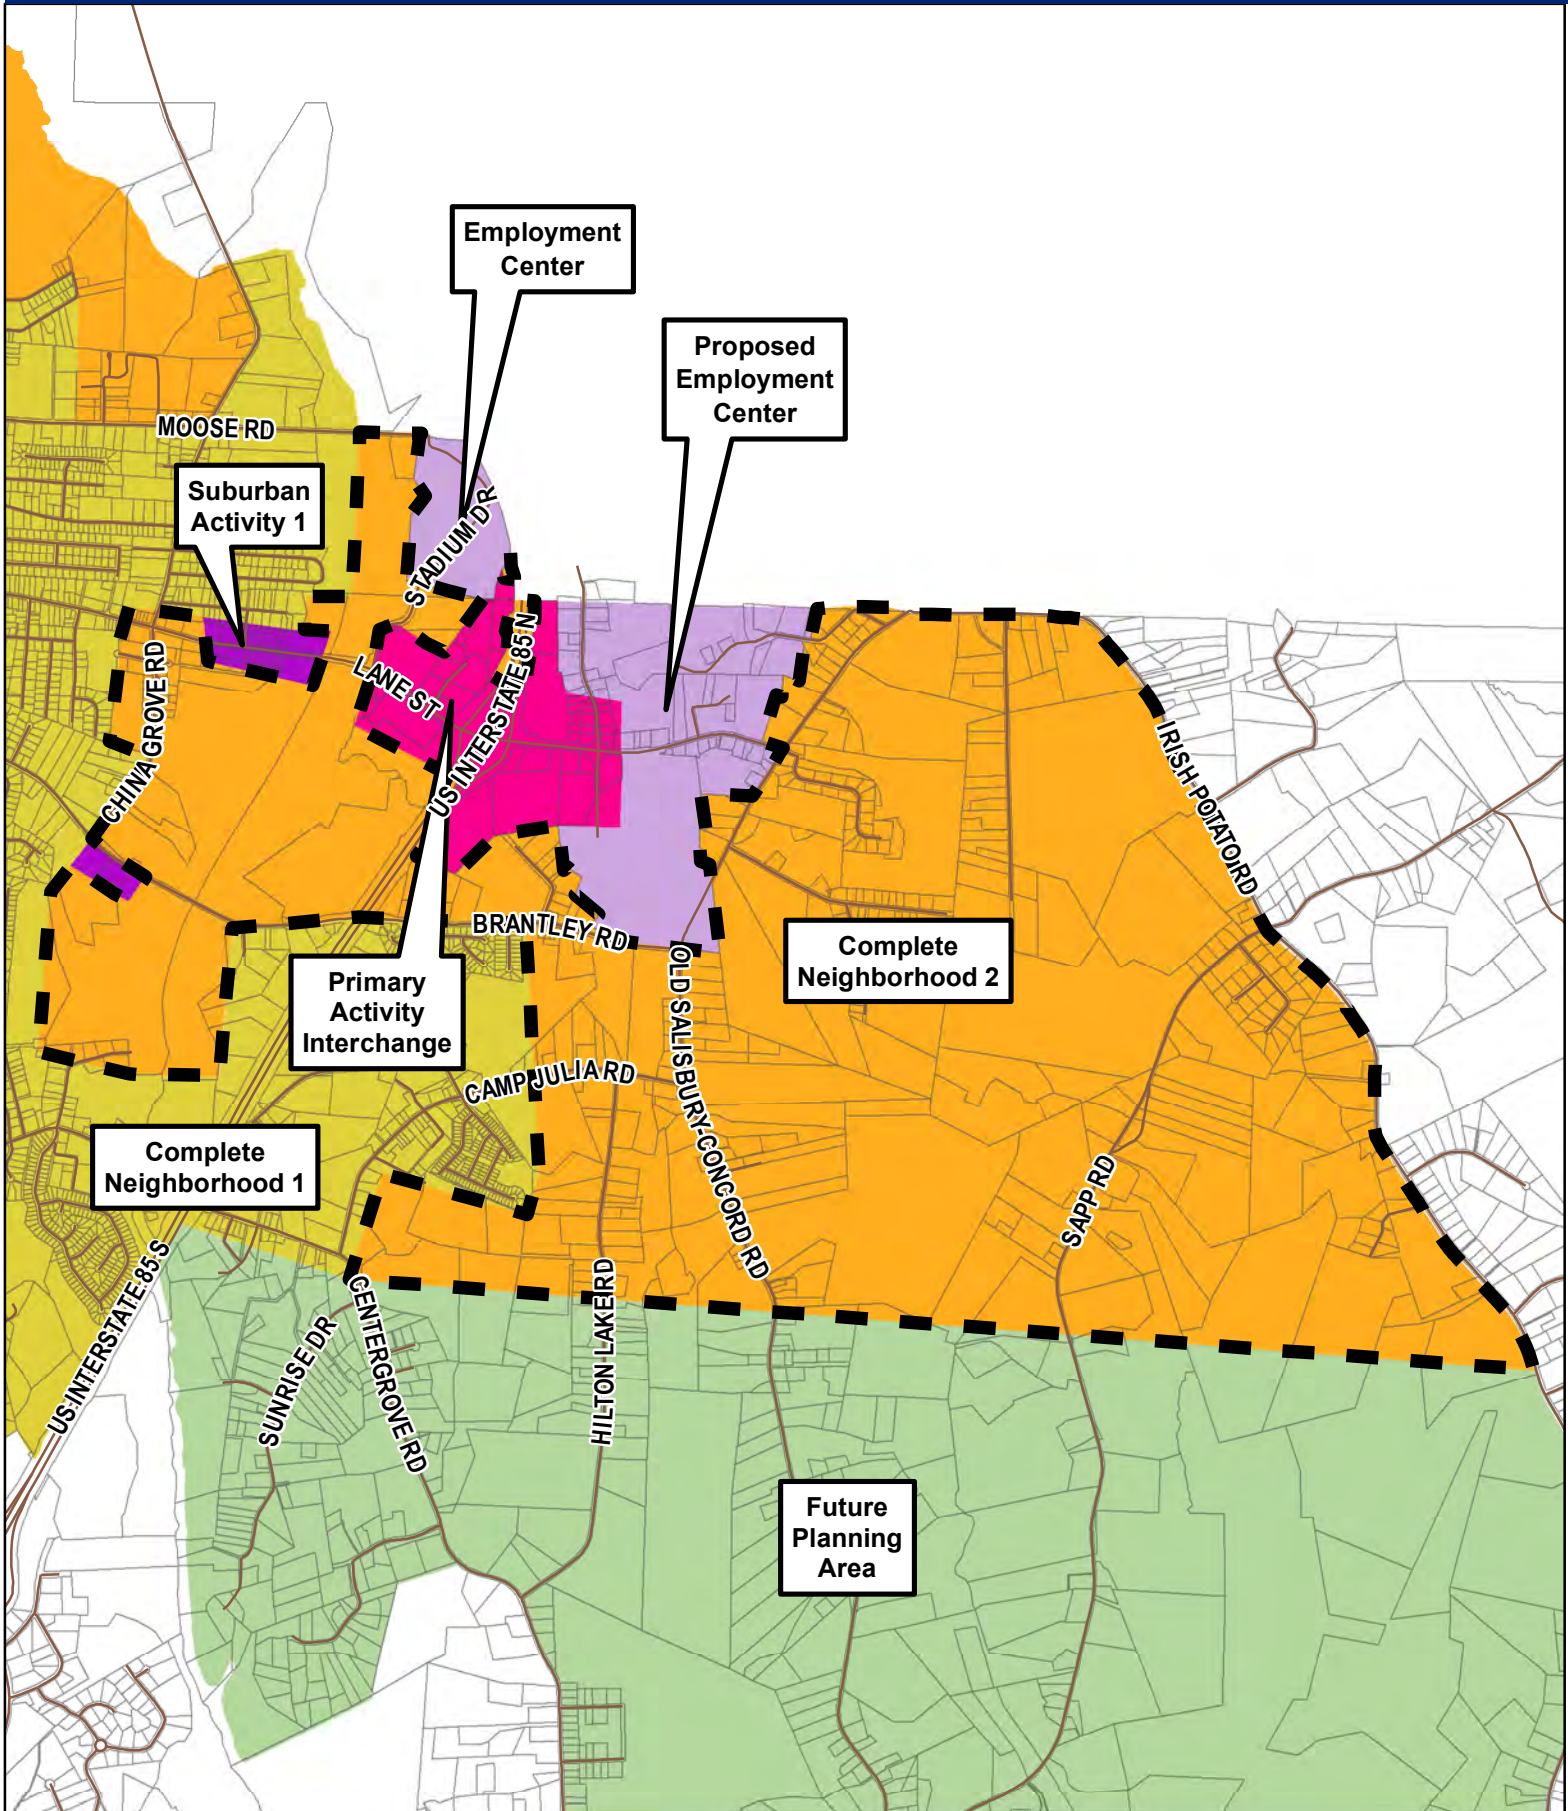 Employment
Center
Proposed
Employment
Center
MOOSE RD
Suburban
Activity 1
STADIUM DR
LANE ST
US INTERSTATE 85 N
CHINA GROVE RD
IRISH POTATO RD
BRANTLEY RD
Complete
Neighborhood 2
Primary
Activity
Interchange
OLD SALISBURY-CONCORD RD
CAMP JULIA RD
Complete
Neighborhood 1
SAPP RD
US INTERSTATE 85 S
SUNRISE DR
CENTERGROVE RD
HILTON LAKE RD
Future
Planning
Area